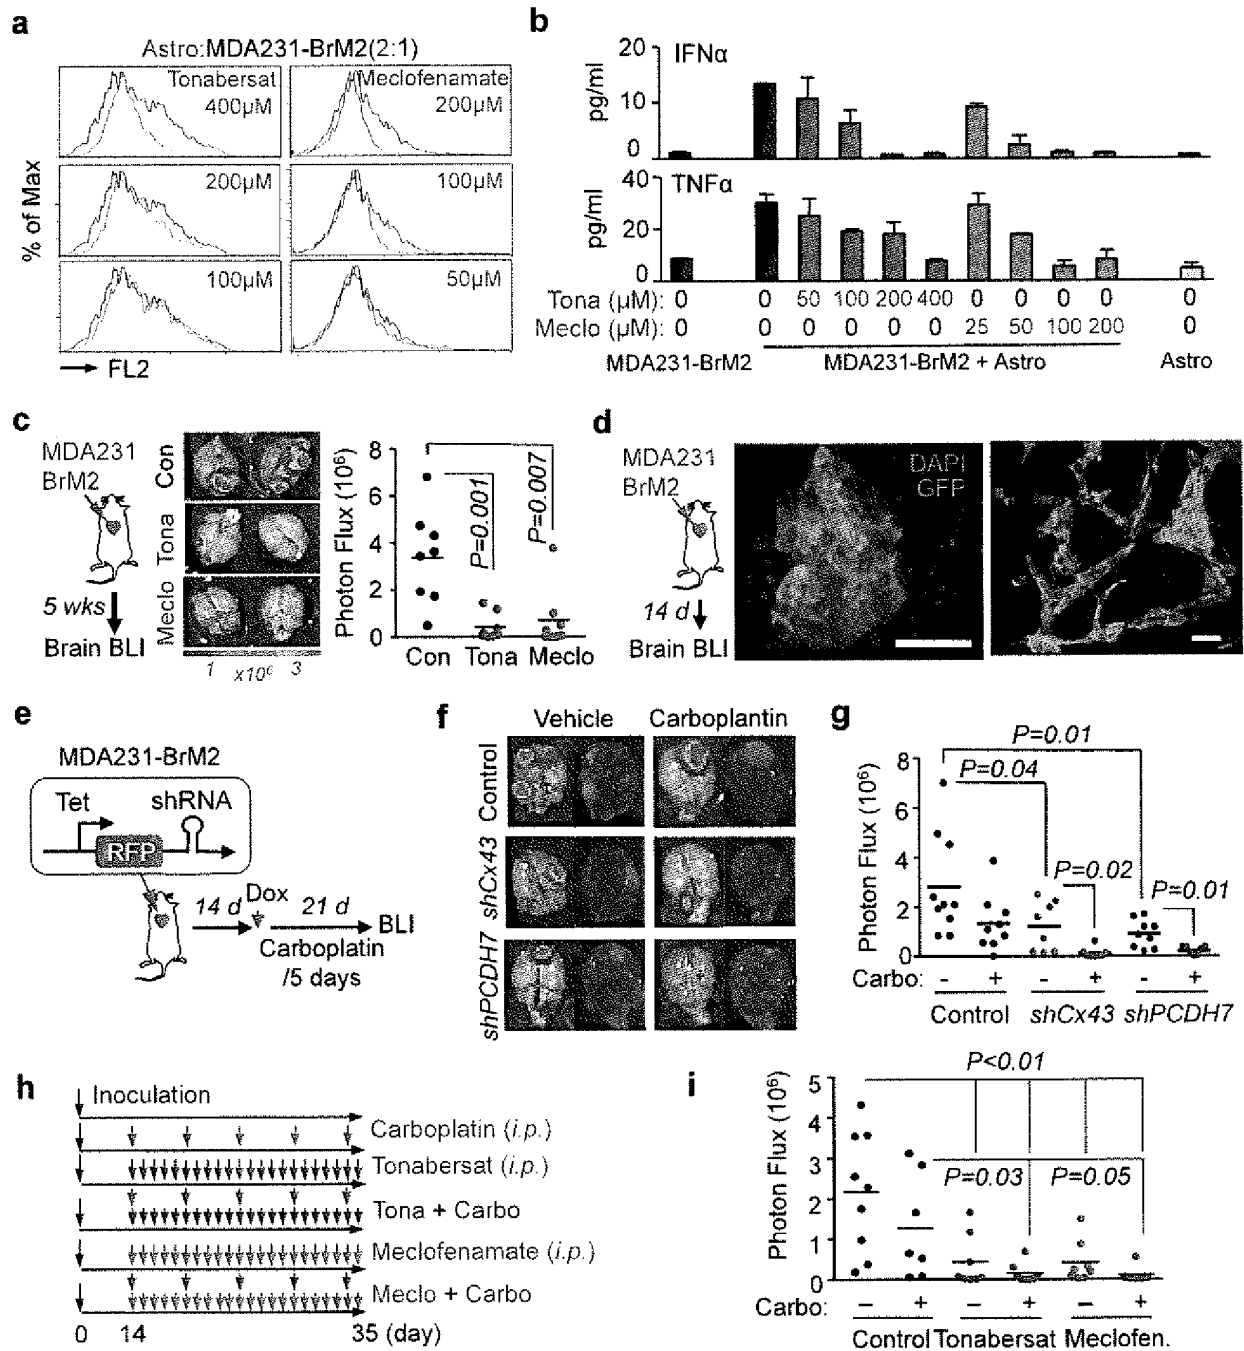 a
Astro:MDA231-BrM2(2:1)
Tonabersat
400µM
Meclofenamate
200µM
200µM
100µM
100µM
50µM
% of Max
FL2
b
IFNα
pg/ml
20
10
0
TNFα
pg/ml
40
20
0
Tona (µM): 0 0 50 100 200 400 0 0 0 0 0
Meclo (µM): 0 0 0 0 0 0 25 50 100 200 0
MDA231-BrM2 MDA231-BrM2 + Astro Astro
c
MDA231
BrM2
5 wks
Brain BLI
Con
Tona
Meclo
1 x10⁶ 3
Photon Flux (10⁶)
8
6
4
2
0
P=0.001
P=0.007
Con Tona Meclo
d
MDA231
BrM2
14 d
Brain BLI
DAPI
GFP
e
MDA231-BrM2
Tet shRNA
RFP
14 d Dox 21 d BLI
Carboplatin
/5 days
f
Vehicle Carboplantin
Control
shCx43
shPCDH7
g
P=0.01
P=0.04
P=0.02
P=0.01
Photon Flux (10⁶)
8
6
4
2
0
Carbo: - + - + - +
Control shCx43 shPCDH7
h
Inoculation
Carboplatin (i.p.)
Tonabersat (i.p.)
Tona + Carbo
Meclofenamate (i.p.)
Meclo + Carbo
0 14 35 (day)
i
P<0.01
P=0.03 P=0.05
Photon Flux (10⁶)
5
4
3
2
1
0
Carbo: – + – + – +
Control Tonabersat Meclofen.